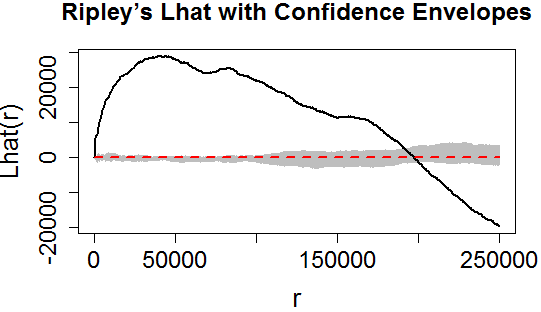 Ripley’s Lhat with Confidence Envelopes
Lhat(r)
20000
0
-20000
0 50000 150000 250000
r